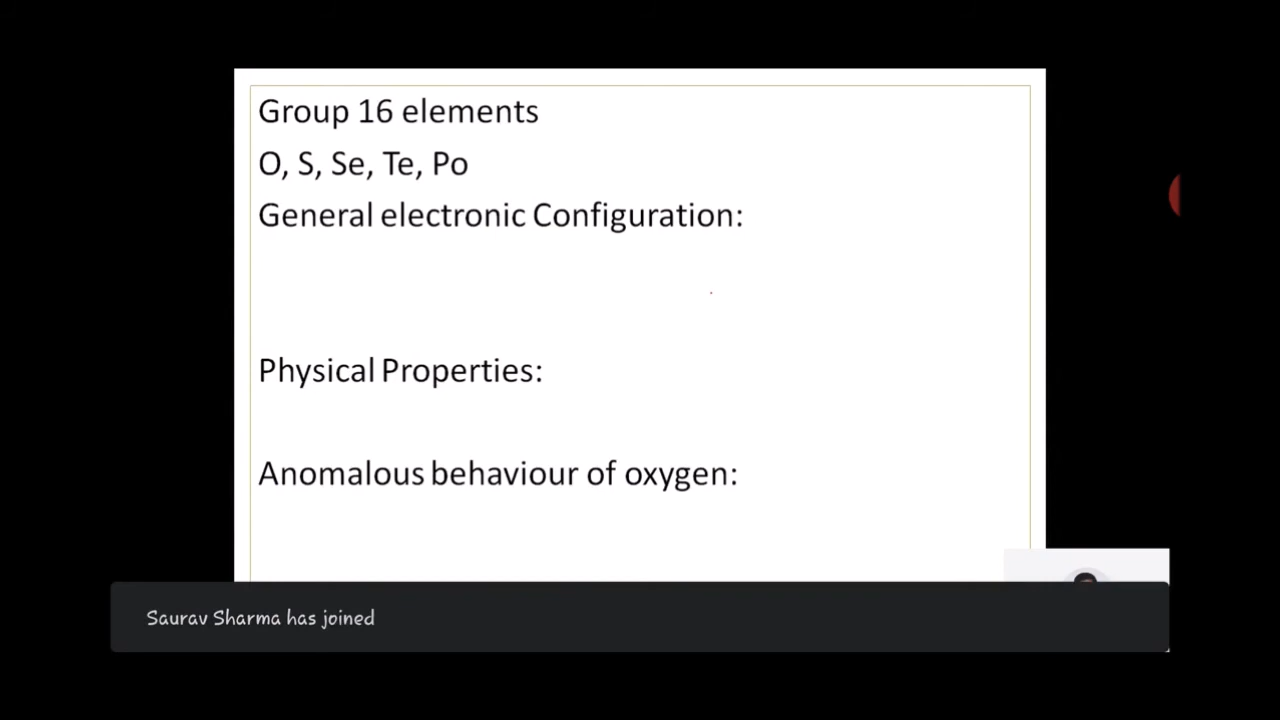 Group 16 elements
O, S, Se, Te, Po
General electronic Configuration:
Physical Properties:
Anomalous behaviour of oxygen:
Saurav Sharma has joined